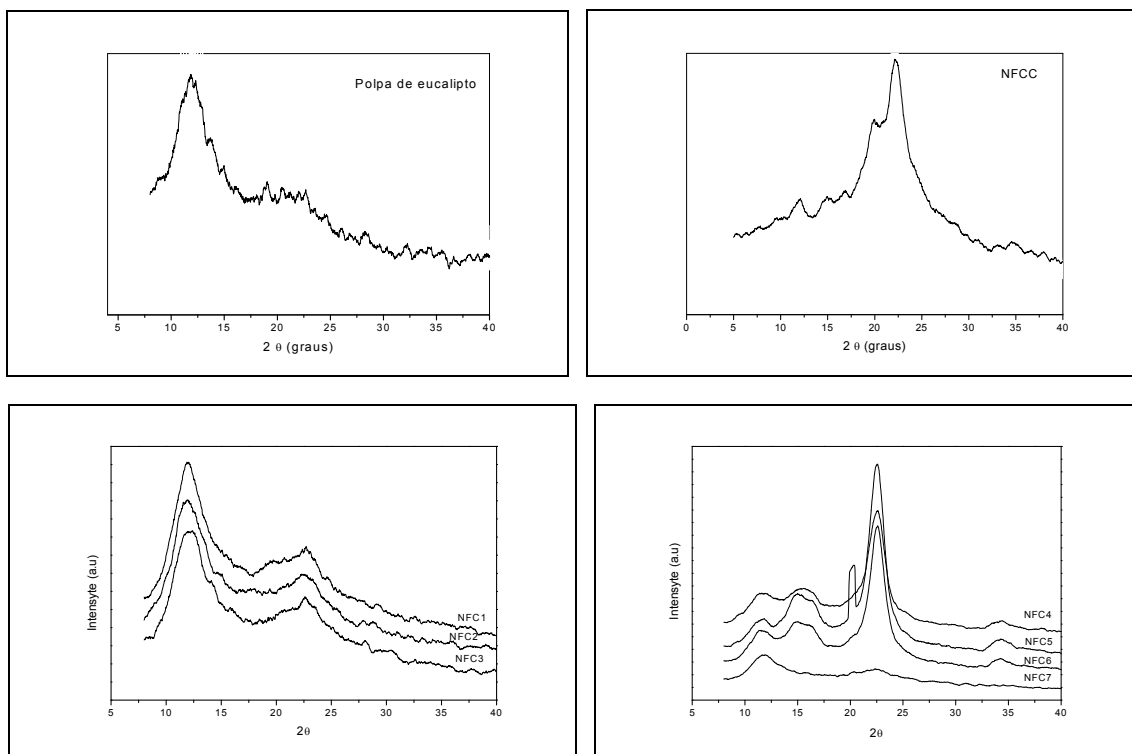 Polpa de eucalipto
5 10 15 20 25 30 35 40
2 θ (graus)
NFCC
0 5 10 15 20 25 30 35 40
2 θ (graus)
Intensyte (a.u)
NFC1
NFC2
NFC3
5 10 15 20 25 30 35 40
2θ
Intensyte (a.u)
NFC4
NFC5
NFC6
NFC7
5 10 15 20 25 30 35 40
2θ